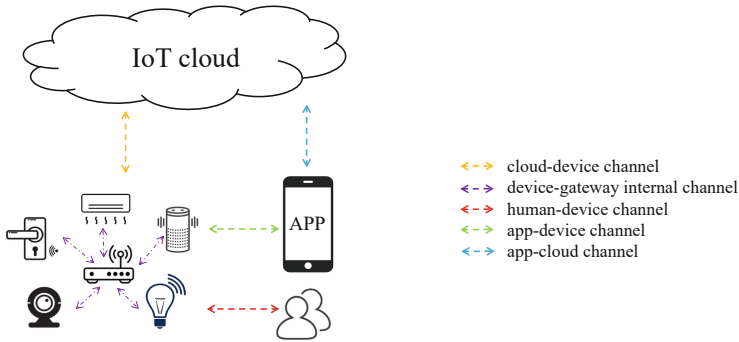 IoT cloud
APP
cloud-device channel
device-gateway internal channel
human-device channel
app-device channel
app-cloud channel